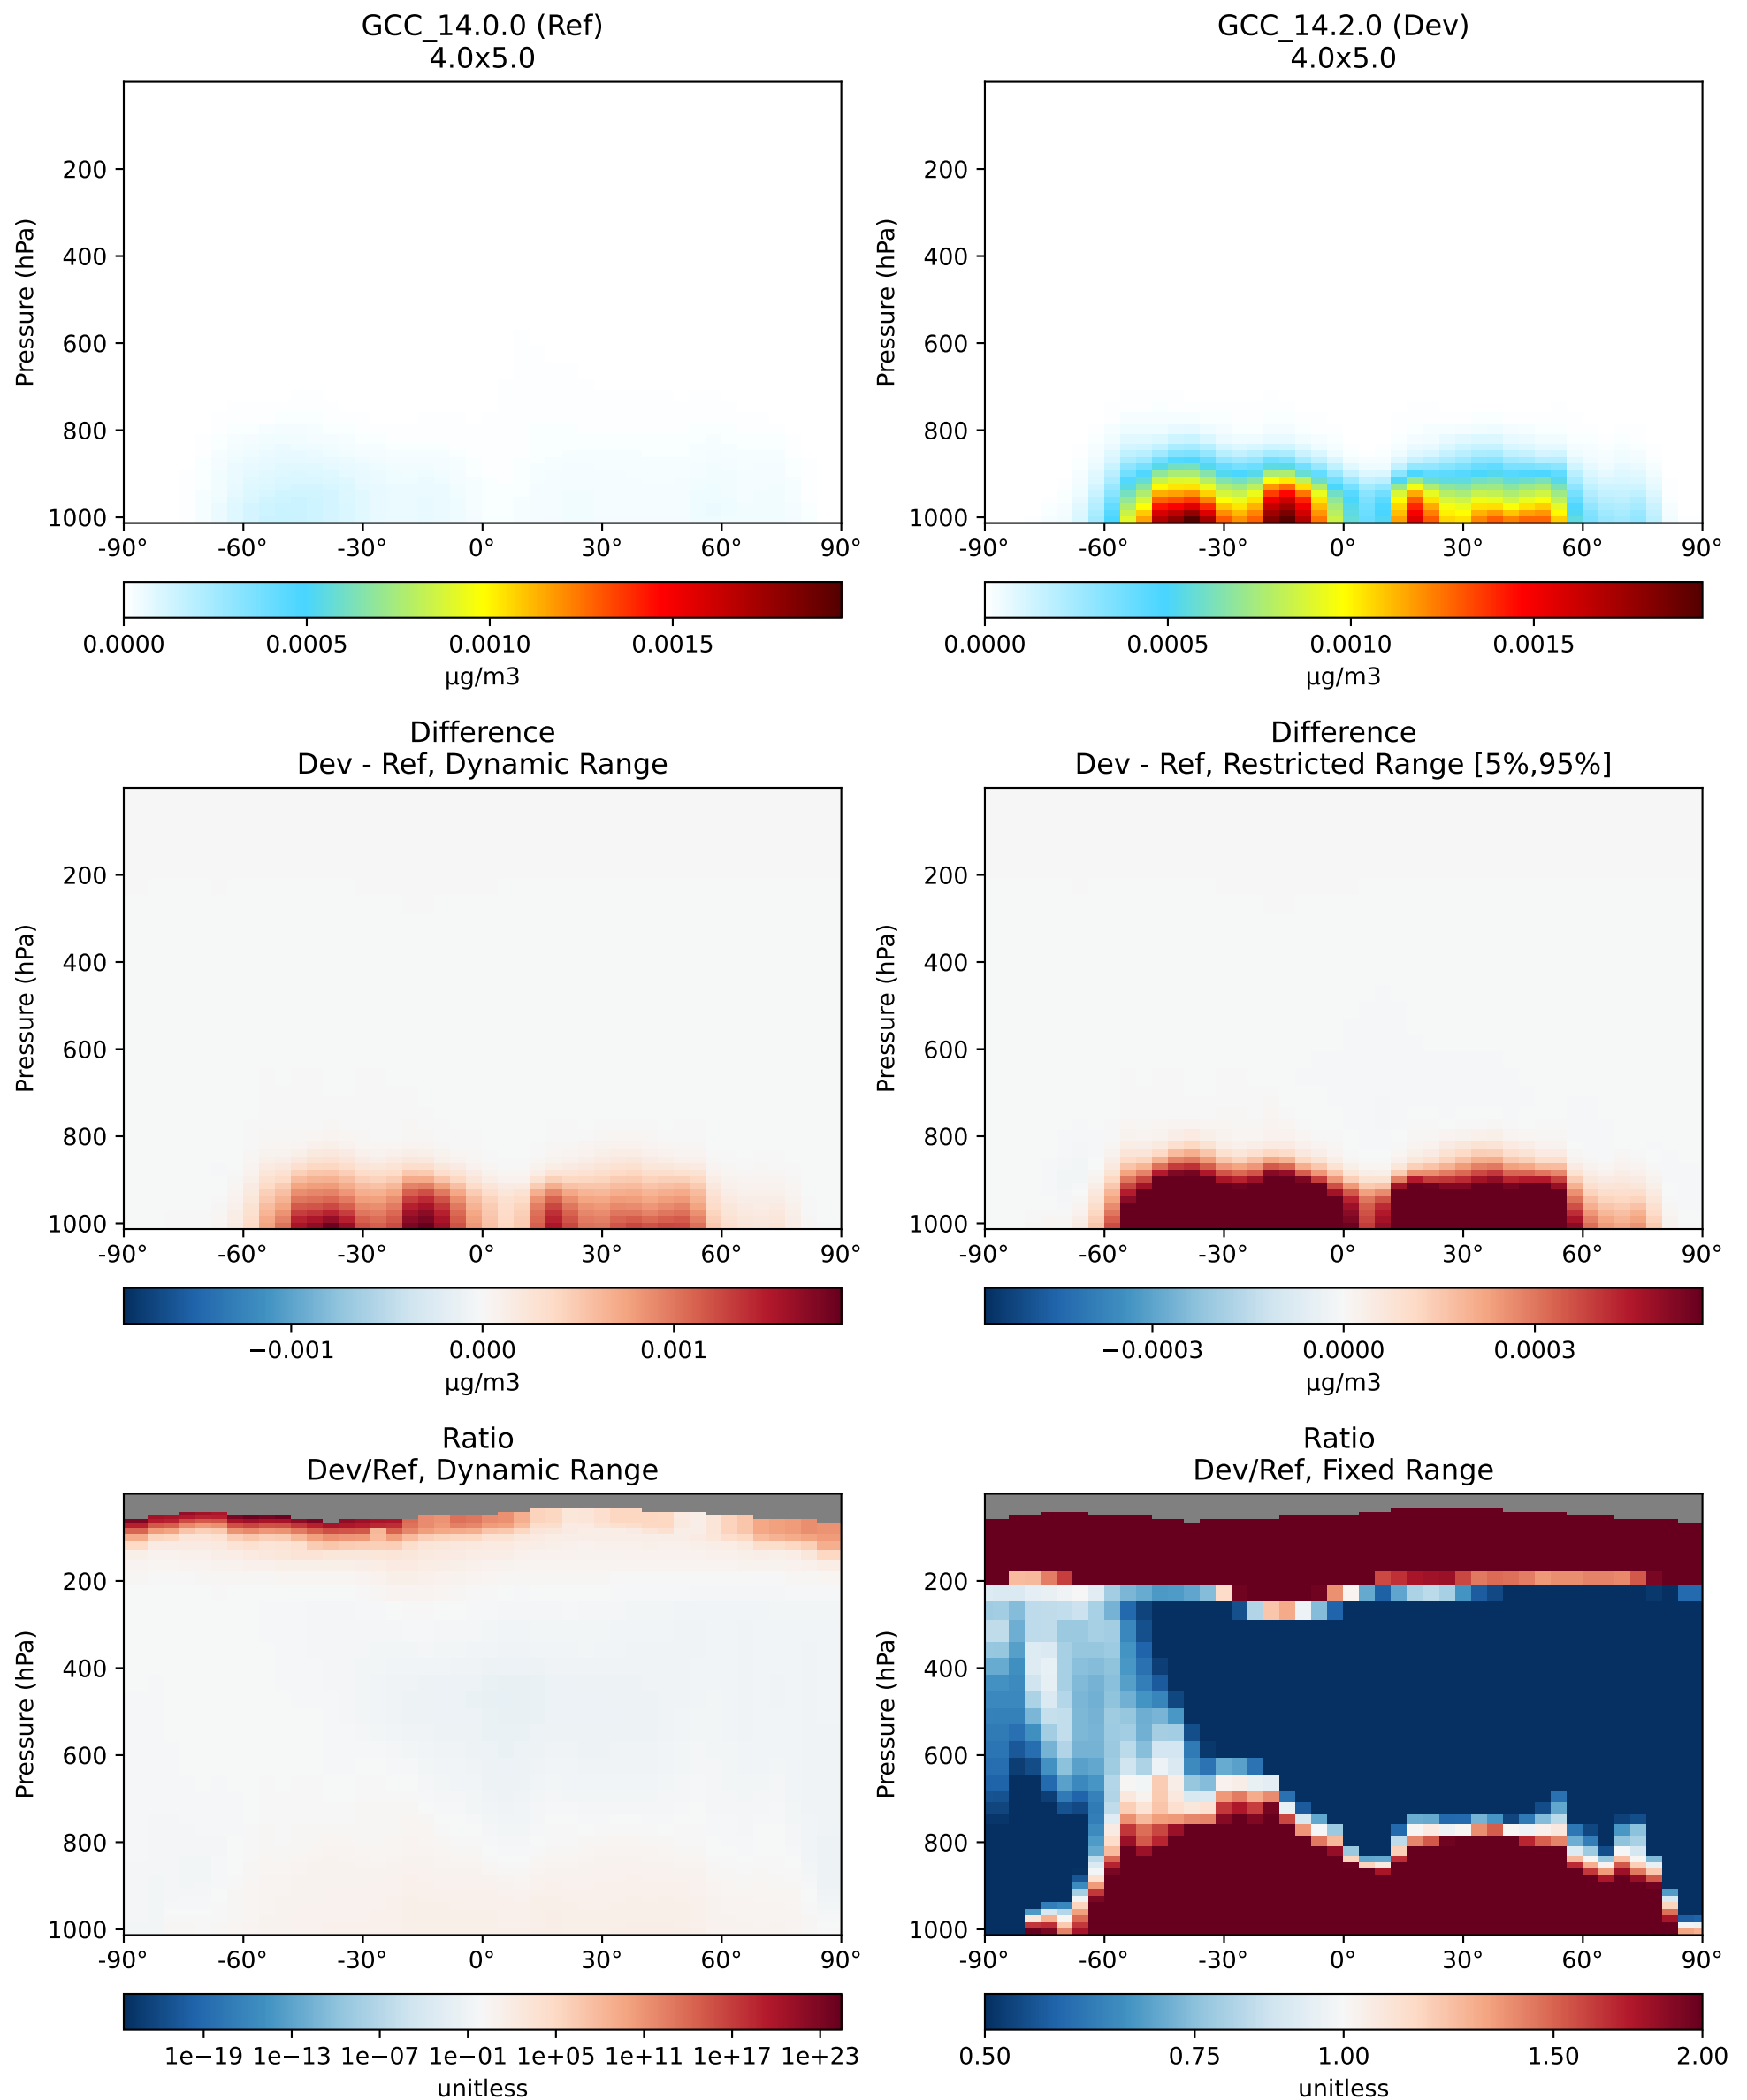 GCC_14.0.0 (Ref)
4.0x5.0
GCC_14.2.0 (Dev)
4.0x5.0
Pressure (hPa)
200
400
600
800
1000
-90° -60° -30° 0° 30° 60° 90°
0.0000 0.0005 0.0010 0.0015
µg/m3
Pressure (hPa)
200
400
600
800
1000
-90° -60° -30° 0° 30° 60° 90°
0.0000 0.0005 0.0010 0.0015
µg/m3
Difference
Dev - Ref, Dynamic Range
Pressure (hPa)
200
400
600
800
1000
-90° -60° -30° 0° 30° 60° 90°
−0.001 0.000 0.001
µg/m3
Difference
Dev - Ref, Restricted Range [5%,95%]
Pressure (hPa)
200
400
600
800
1000
-90° -60° -30° 0° 30° 60° 90°
−0.0003 0.0000 0.0003
µg/m3
Ratio
Dev/Ref, Dynamic Range
Pressure (hPa)
200
400
600
800
1000
-90° -60° -30° 0° 30° 60° 90°
1e−19 1e−13 1e−07 1e−01 1e+05 1e+11 1e+17 1e+23
unitless
Ratio
Dev/Ref, Fixed Range
Pressure (hPa)
200
400
600
800
1000
-90° -60° -30° 0° 30° 60° 90°
0.50 0.75 1.00 1.50 2.00
unitless